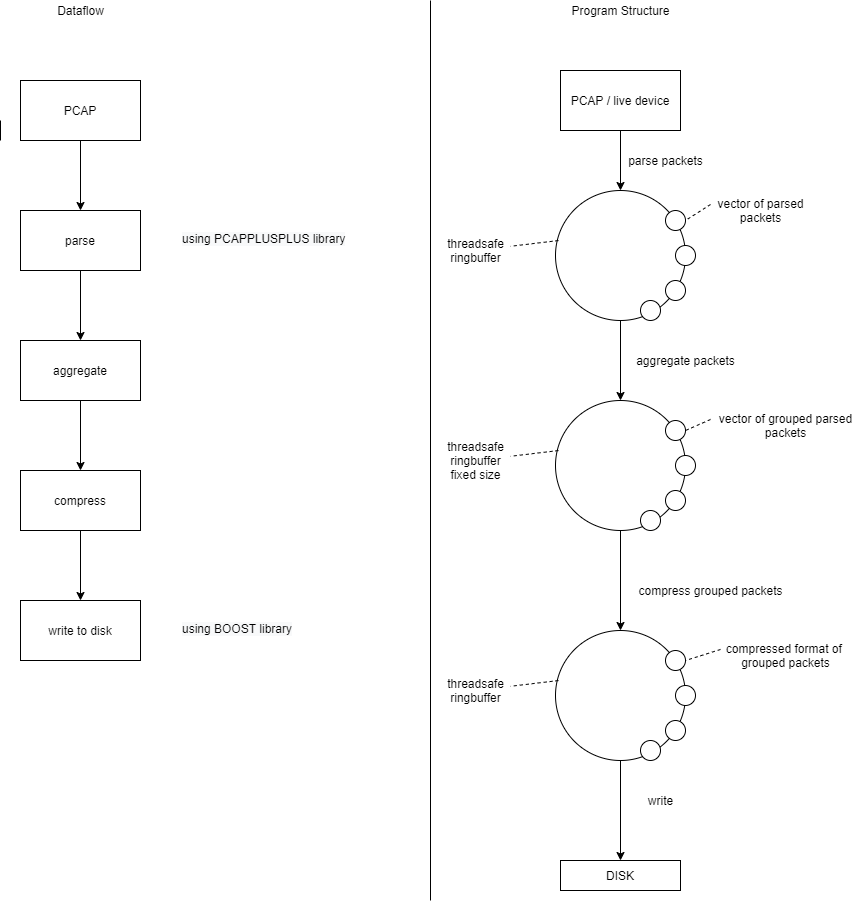 Dataflow
PCAP
parse
using PCAPPLUSPLUS library
aggregate
compress
write to disk
using BOOST library
Program Structure
PCAP / live device
parse packets
vector of parsed
packets
threadsafe
ringbuffer
aggregate packets
vector of grouped parsed
packets
threadsafe
ringbuffer
fixed size
compress grouped packets
compressed format of
grouped packets
threadsafe
ringbuffer
write
DISK